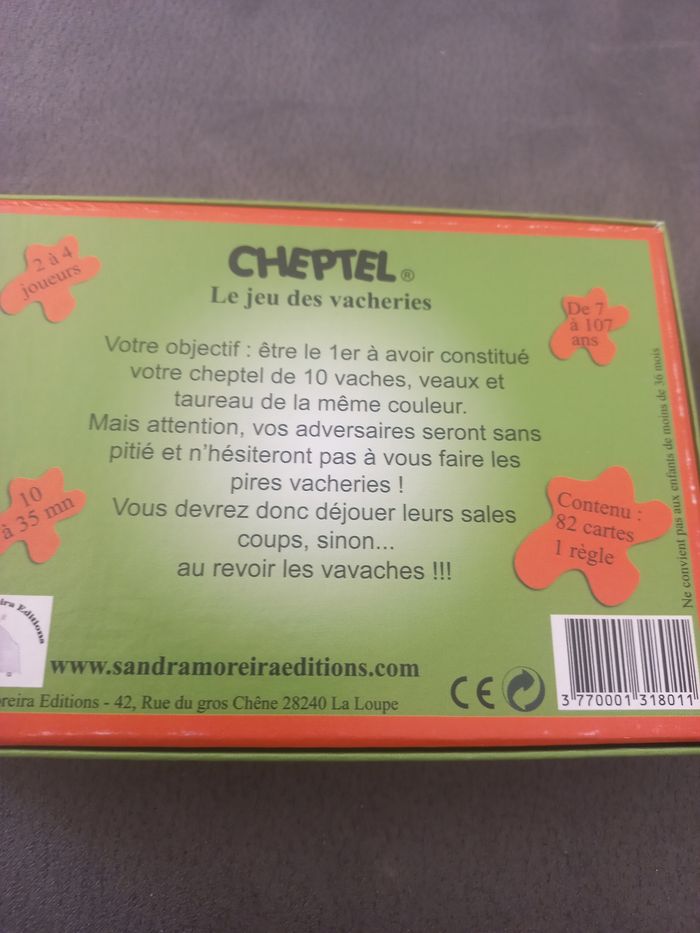 CHEPTEL®
Le jeu des vacheries
2 à 4
joueurs
De 7
à 107
ans
Votre objectif : être le 1er à avoir constitué
votre cheptel de 10 vaches, veaux et
taureau de la même couleur.
Mais attention, vos adversaires seront sans
pitié et n'hésiteront pas à vous faire les
pires vacheries !
Vous devrez donc déjouer leurs sales
coups, sinon...
au revoir les vavaches !!!
10
à 35 mn
Contenu :
82 cartes
1 règle
Ne convient pas aux enfants de moins de 36 mois
Editions
www.sandramoreiraeditions.com
Editions - 42, Rue du gros Chêne 28240 La Loupe
CE
3 770001 318011